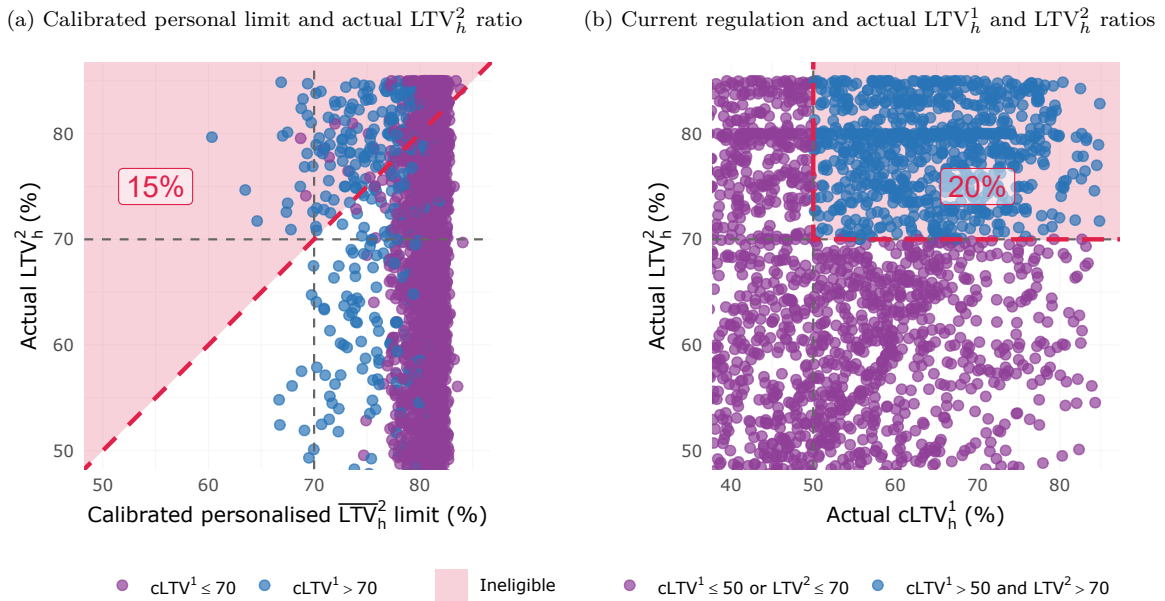 (a) Calibrated personal limit and actual LTV²ₕ ratio
(b) Current regulation and actual LTV¹ₕ and LTV²ₕ ratios
Actual LTV²ₕ (%)
80
70
60
50
15%
50
60
70
80
Calibrated personalised L̅T̅V̅²ₕ limit (%)
Actual LTV²ₕ (%)
80
70
60
50
20%
40
50
60
70
80
Actual cLTV¹ₕ (%)
cLTV¹ ≤ 70
cLTV¹ > 70
Ineligible
cLTV¹ ≤ 50 or LTV² ≤ 70
cLTV¹ > 50 and LTV² > 70